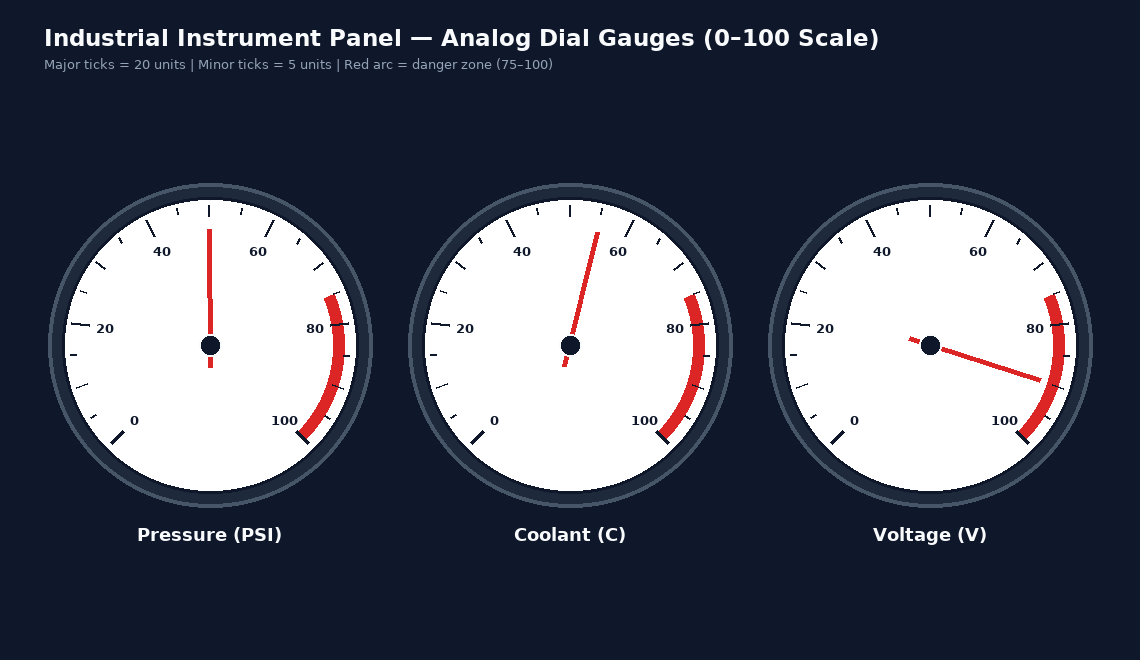 Industrial Instrument Panel — Analog Dial Gauges (0–100 Scale)
Major ticks = 20 units | Minor ticks = 5 units | Red arc = danger zone (75–100)
40 60
20 80
0 100
Pressure (PSI)
40 60
20 80
0 100
Coolant (C)
40 60
20 80
0 100
Voltage (V)